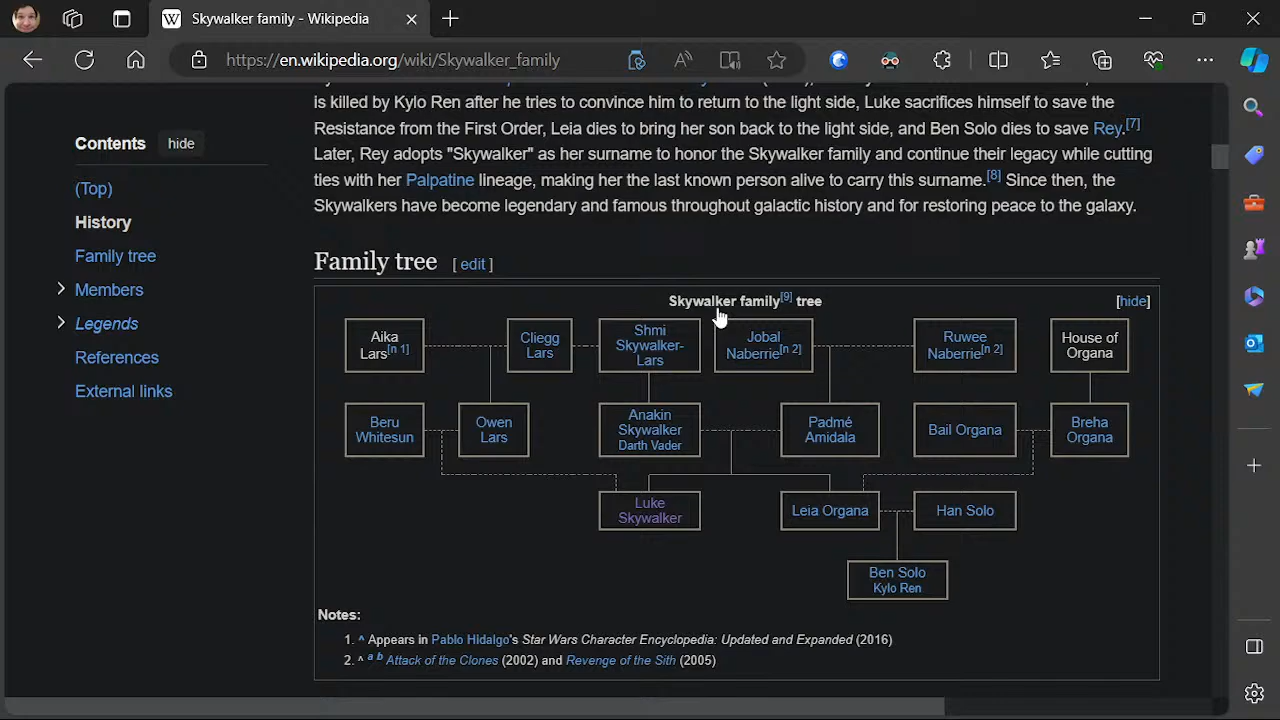 Skywalker family - Wikipedia
https://en.wikipedia.org/wiki/Skywalker_family
Contents
hide
(Top)
History
Family tree
Members
Legends
References
External links
is killed by Kylo Ren after he tries to convince him to return to the light side, Luke sacrifices himself to save the
Resistance from the First Order, Leia dies to bring her son back to the light side, and Ben Solo dies to save Rey.[7]
Later, Rey adopts "Skywalker" as her surname to honor the Skywalker family and continue their legacy while cutting
ties with her Palpatine lineage, making her the last known person alive to carry this surname.[8] Since then, the
Skywalkers have become legendary and famous throughout galactic history and for restoring peace to the galaxy.
Family tree [ edit ]
Skywalker family[9] tree
[hide]
Aika
Lars[n 1]
Cliegg
Lars
Shmi
Skywalker-
Lars
Jobal
Naberrie[n 2]
Ruwee
Naberrie[n 2]
House of
Organa
Beru
Whitesun
Owen
Lars
Anakin
Skywalker
Darth Vader
Padmé
Amidala
Bail Organa
Breha
Organa
Luke
Skywalker
Leia Organa
Han Solo
Ben Solo
Kylo Ren
Notes:
1. ^ Appears in Pablo Hidalgo's Star Wars Character Encyclopedia: Updated and Expanded (2016)
2. ^ a b Attack of the Clones (2002) and Revenge of the Sith (2005)